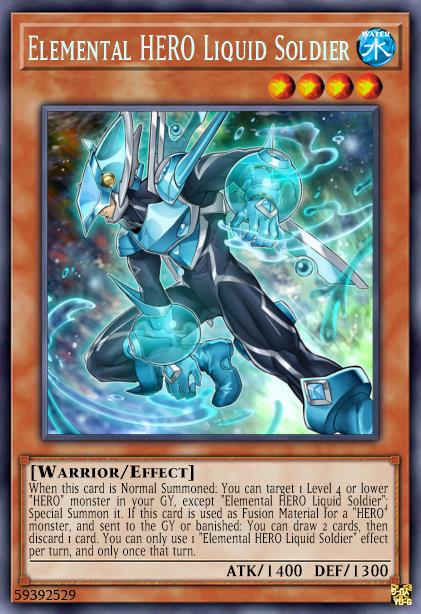 Elemental HERO Liquid Soldier
WATER
水
[Warrior/Effect]
When this card is Normal Summoned: You can target 1 Level 4 or lower
"HERO" monster in your GY, except "Elemental HERO Liquid Soldier";
Special Summon it. If this card is used as Fusion Material for a "HERO"
monster, and sent to the GY or banished: You can draw 2 cards, then
discard 1 card. You can only use 1 "Elemental HERO Liquid Soldier" effect
per turn, and only once that turn.
ATK/1400 DEF/1300
59392529